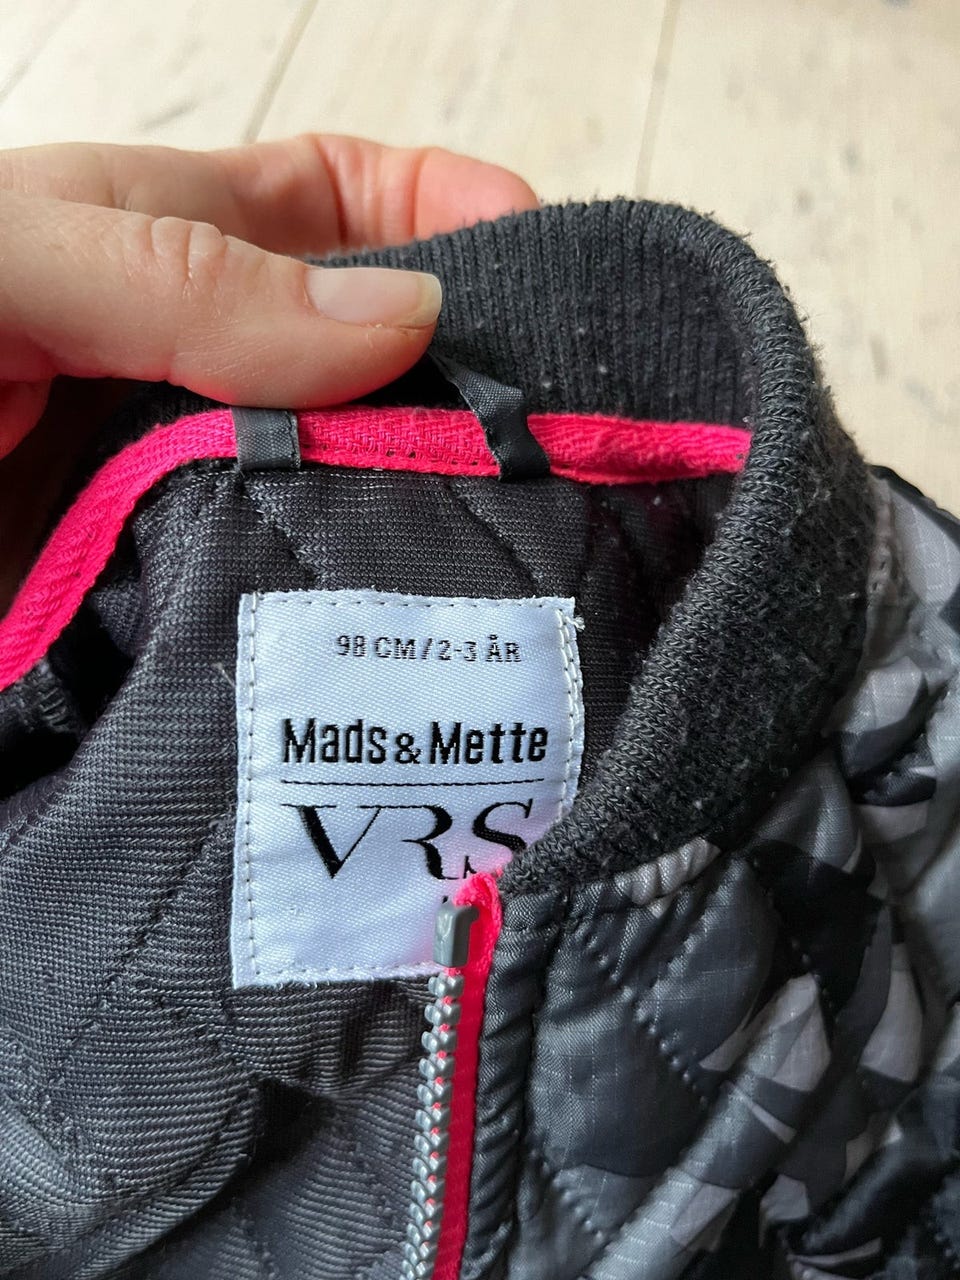 98 CM/2-3 ÅR
Mads & Mette
VRS